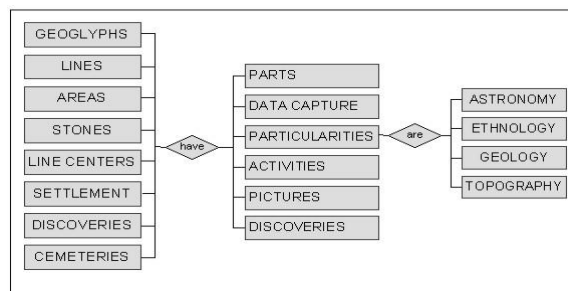 GEOGLYPHS
LINES
AREAS
STONES
LINE CENTERS
SETTLEMENT
DISCOVERIES
CEMETERIES
have
PARTS
DATA CAPTURE
PARTICULARITIES
ACTIVITIES
PICTURES
DISCOVERIES
are
ASTRONOMY
ETHNOLOGY
GEOLOGY
TOPOGRAPHY